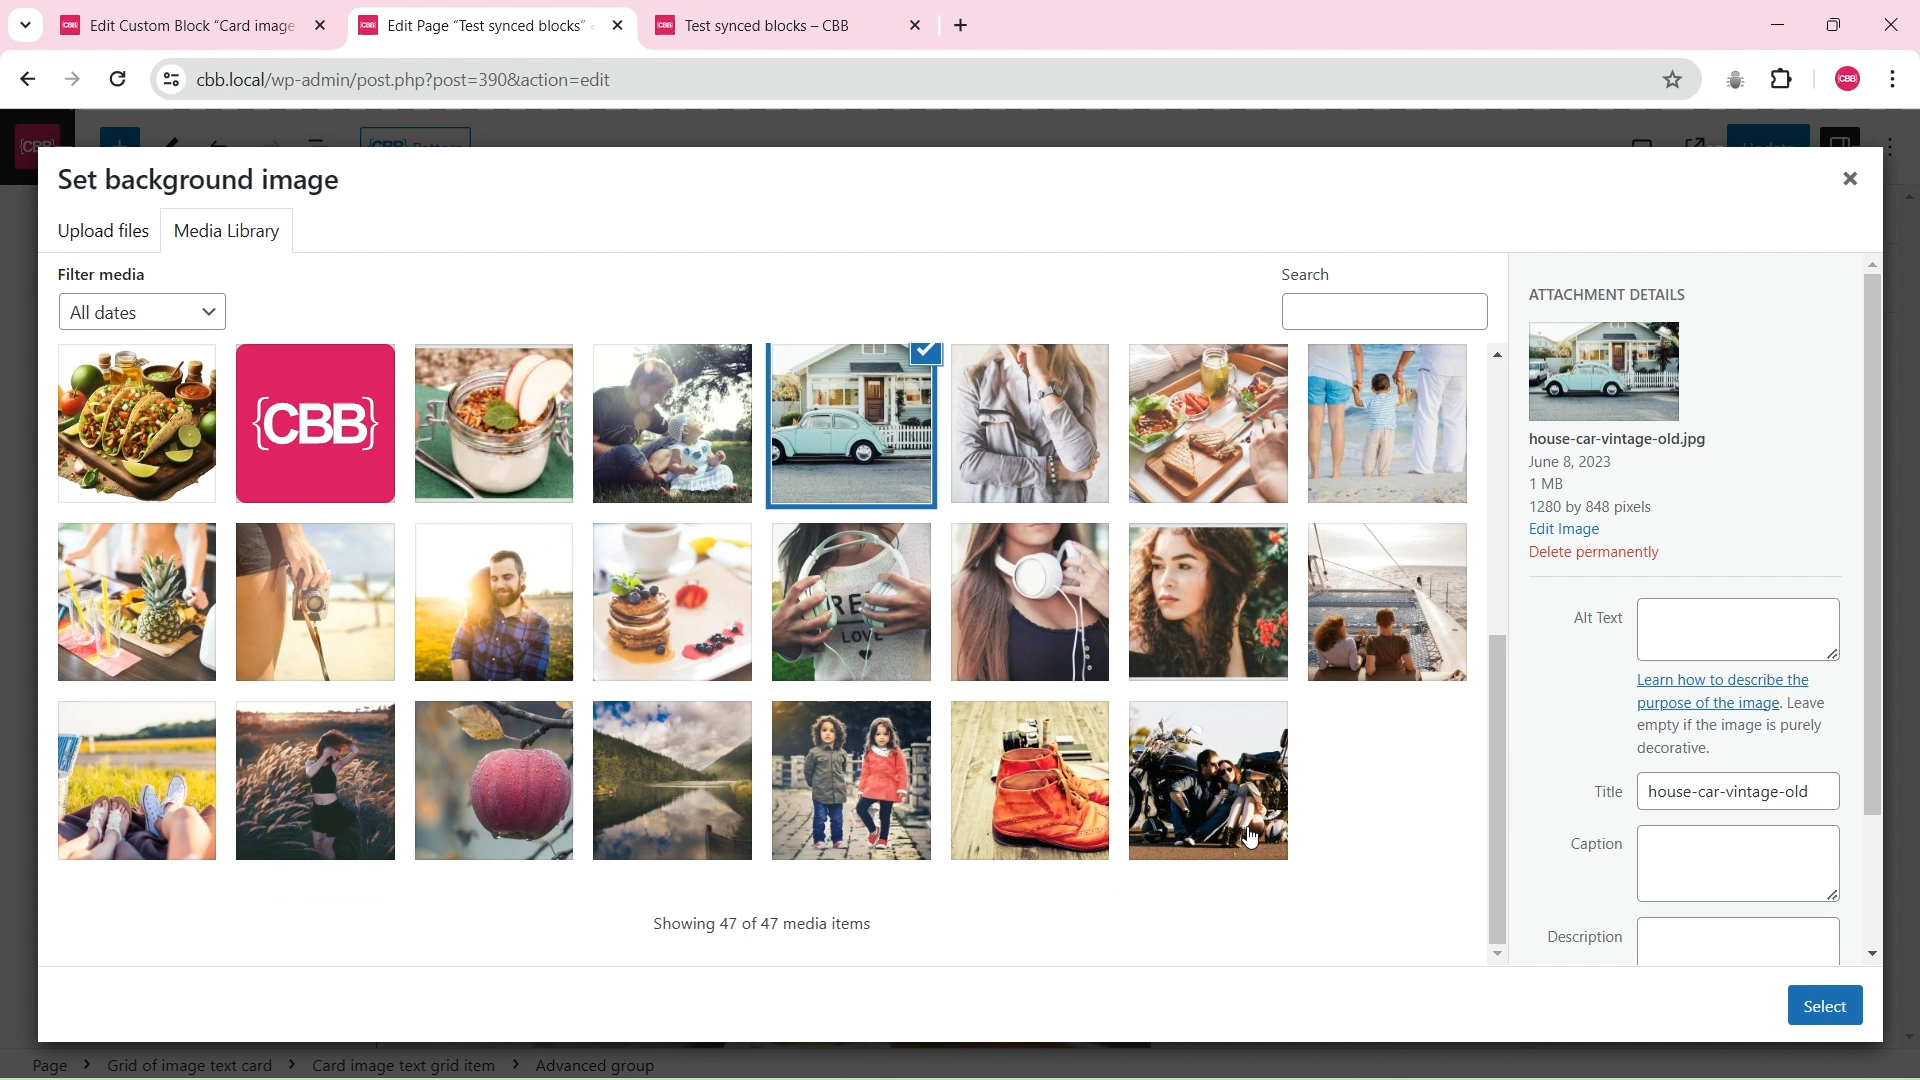 Edit Custom Block "Card image
Edit Page "Test synced blocks"
Test synced blocks – CBB
cbb.local/wp-admin/post.php?post=390&action=edit
{CBB}
Set background image
Upload files
Media Library
Filter media
All dates
Search
{CBB}
LOVE
Showing 47 of 47 media items
ATTACHMENT DETAILS
house-car-vintage-old.jpg
June 8, 2023
1 MB
1280 by 848 pixels
Edit Image
Delete permanently
Alt Text
Learn how to describe the
purpose of the image. Leave
empty if the image is purely
decorative.
Title
house-car-vintage-old
Caption
Description
Select
Page > Grid of image text card > Card image text grid item > Advanced group